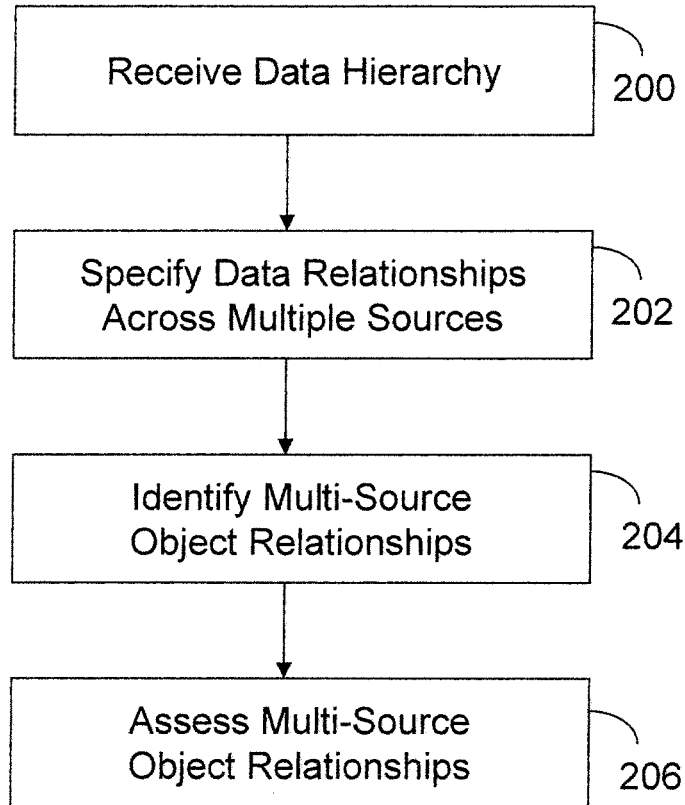 Receive Data Hierarchy
200
Specify Data Relationships
Across Multiple Sources
202
Identify Multi-Source
Object Relationships
204
Assess Multi-Source
Object Relationships
206